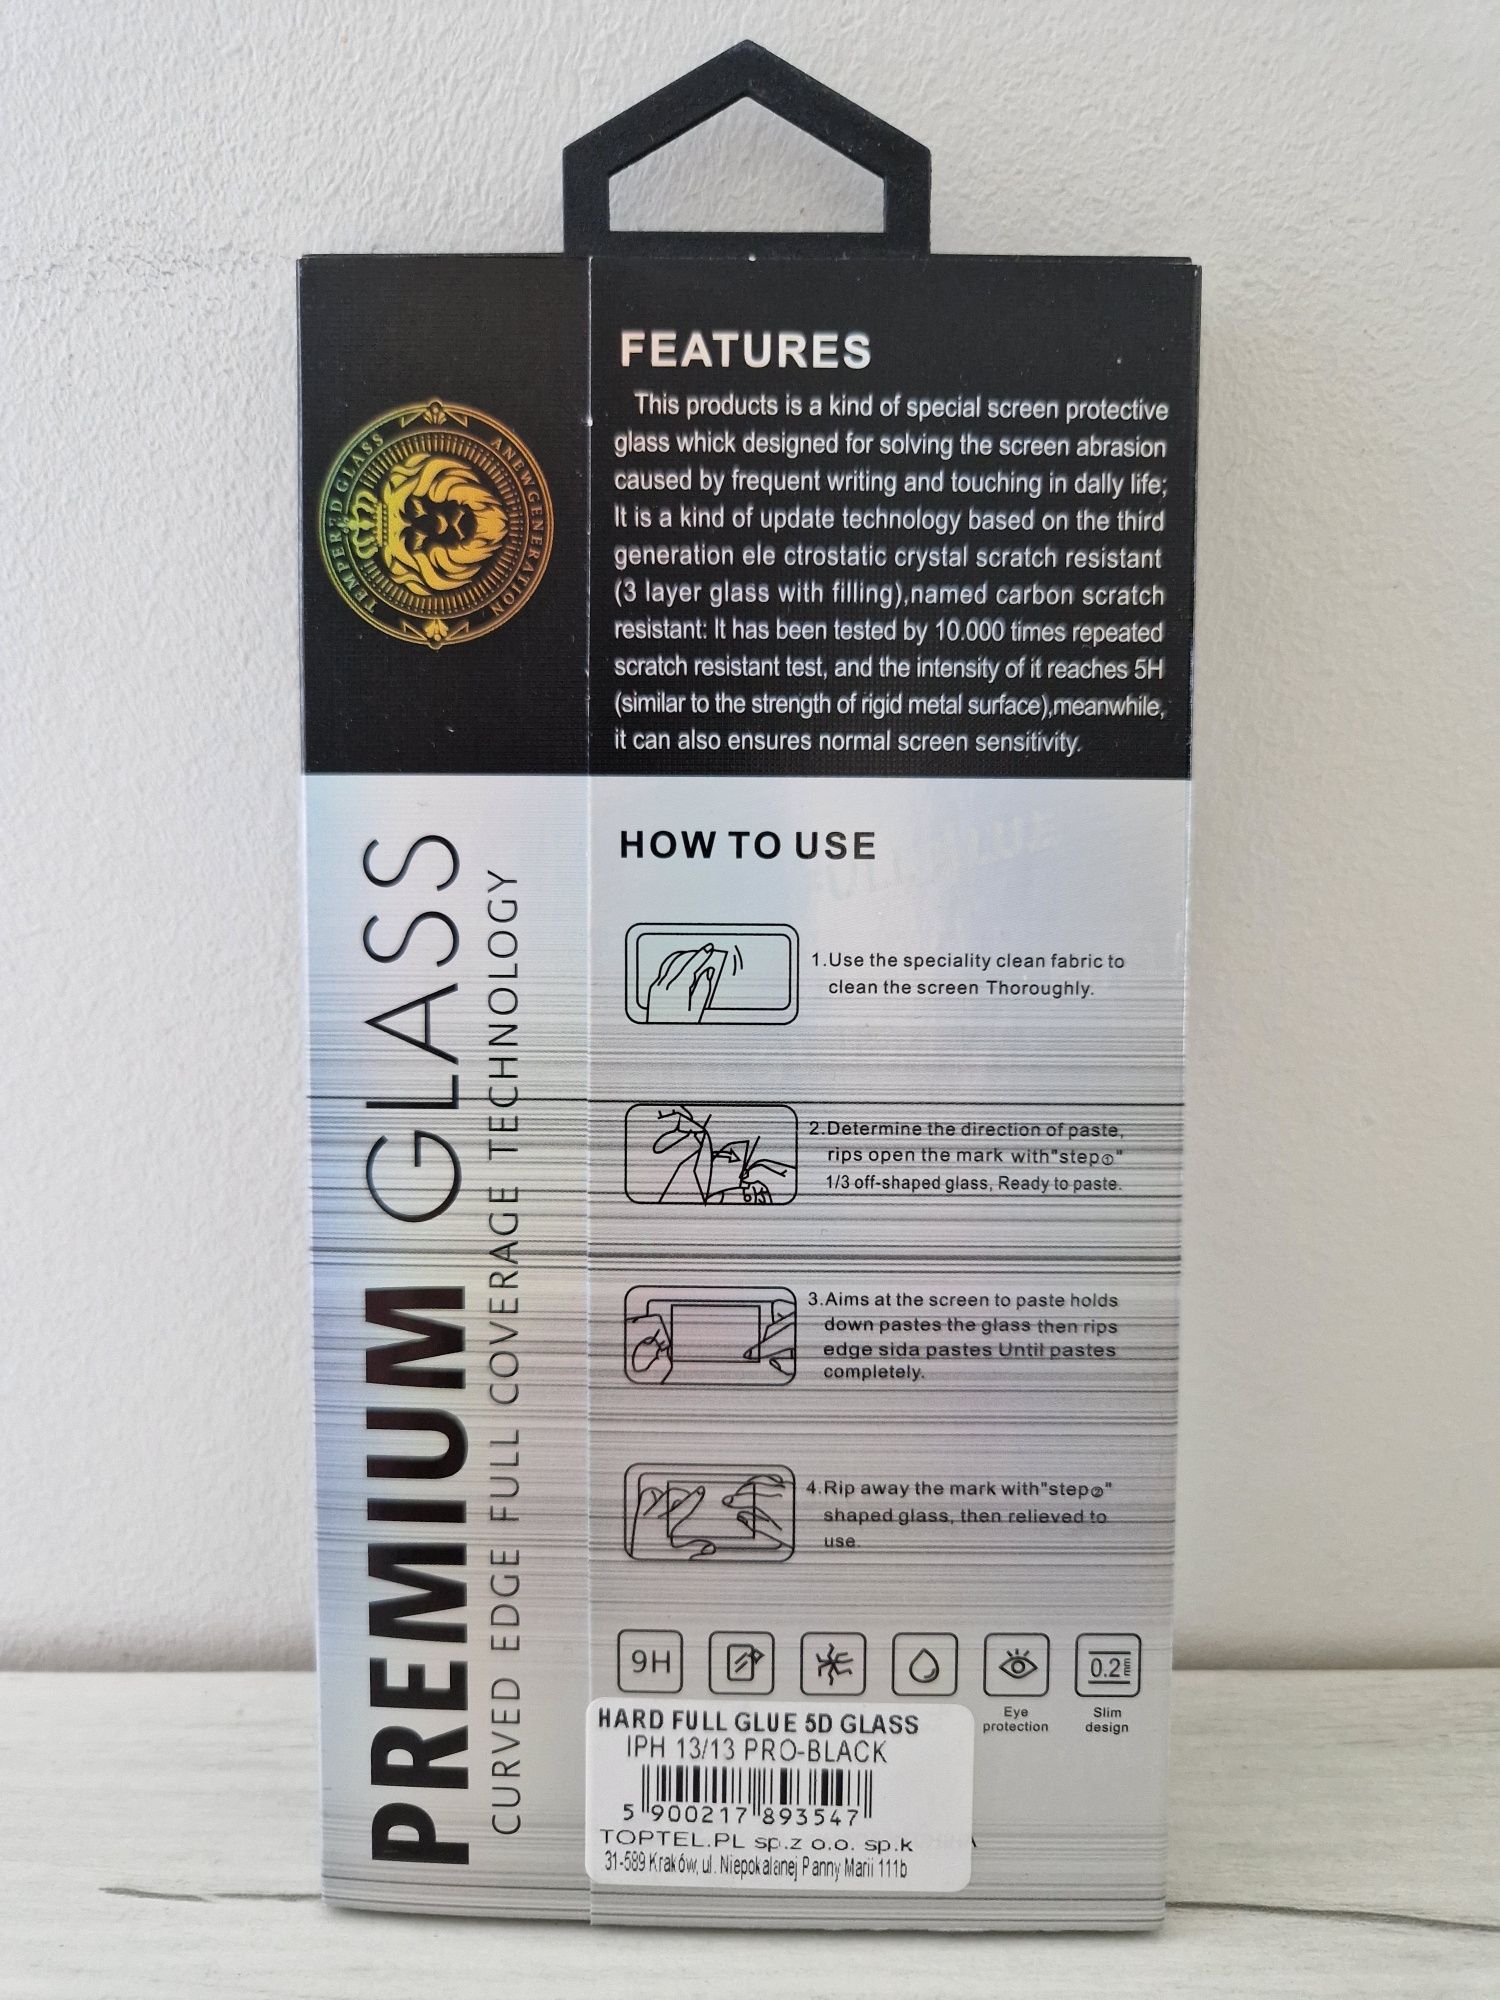 FEATURES
This products is a kind of special screen protective
glass whick designed for solving the screen abrasion
caused by frequent writing and touching in dally life;
It is a kind of update technology based on the third
generation ele ctrostatic crystal scratch resistant
(3 layer glass with filling),named carbon scratch
resistant: It has been tested by 10.000 times repeated
scratch resistant test, and the intensity of it reaches 5H
(similar to the strength of rigid metal surface),meanwhile,
it can also ensures normal screen sensitivity.
TEMPERED GLASS
A NEW GENERATION
PREMIUM GLASS
CURVED EDGE FULL COVERAGE TECHNOLOGY
HOW TO USE
1.Use the speciality clean fabric to
clean the screen Thoroughly.
2.Determine the direction of paste,
rips open the mark with"step①"
1/3 off-shaped glass, Ready to paste.
3.Aims at the screen to paste holds
down pastes the glass then rips
edge sida pastes Until pastes
completely.
4.Rip away the mark with"step②"
shaped glass, then relieved to
use.
9H
0.2mm
Eye
protection
Slim
design
HARD FULL GLUE 5D GLASS
IPH 13/13 PRO-BLACK
5 900217 893547
TOPTEL.PL sp.z o.o. sp.k
31-589 Kraków, ul. Niepokalanej Panny Marii 111b